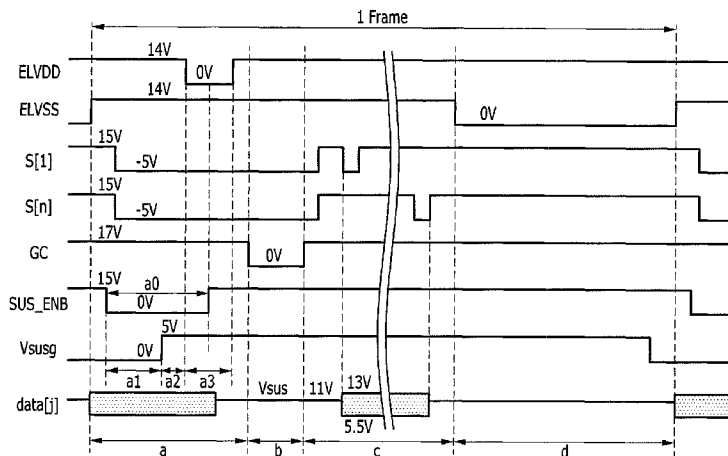 1 Frame
ELVDD 14V 0V
ELVSS 14V 0V
S[1] 15V -5V
S[n] 15V -5V
GC 17V 0V
SUS_ENB 15V a0 0V
Vsusg 0V 5V
a1 a2 a3
data[j] Vsus 11V 13V 5.5V
a b c d